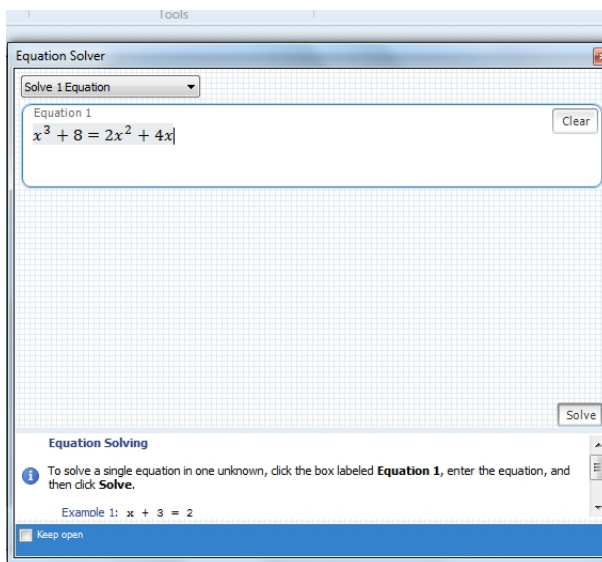 Tools
Equation Solver
Solve 1 Equation
Equation 1
Clear
x³ + 8 = 2x² + 4x
Solve
Equation Solving
To solve a single equation in one unknown, click the box labeled Equation 1, enter the equation, and
then click Solve.
Example 1: x + 3 = 2
Keep open